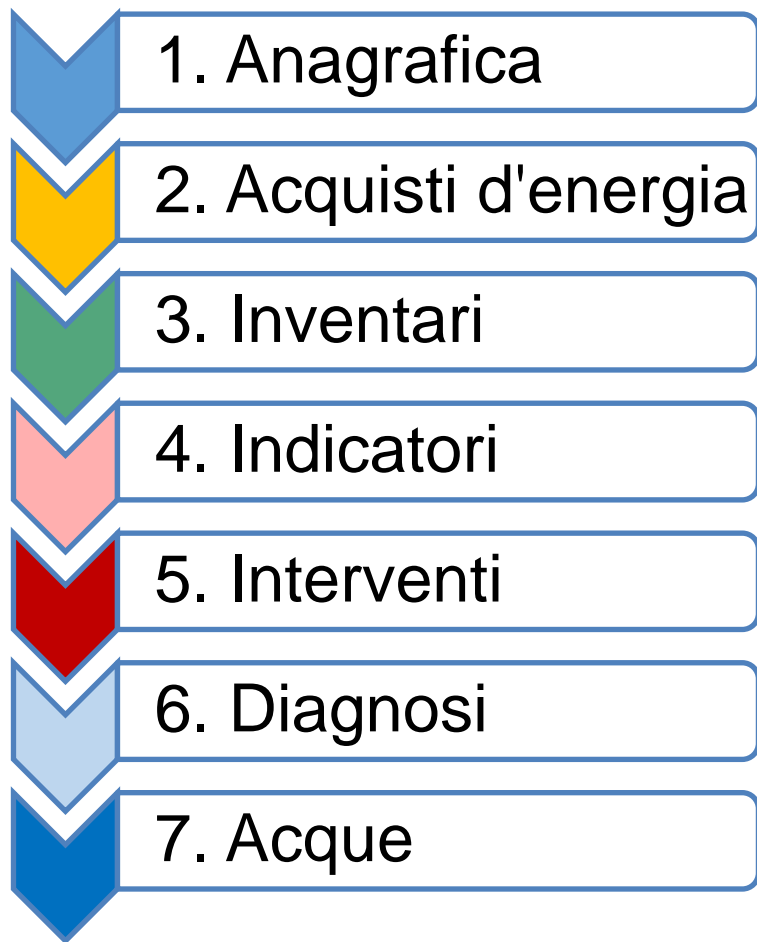 1. Anagrafica
2. Acquisti d'energia
3. Inventari
4. Indicatori
5. Interventi
6. Diagnosi
7. Acque